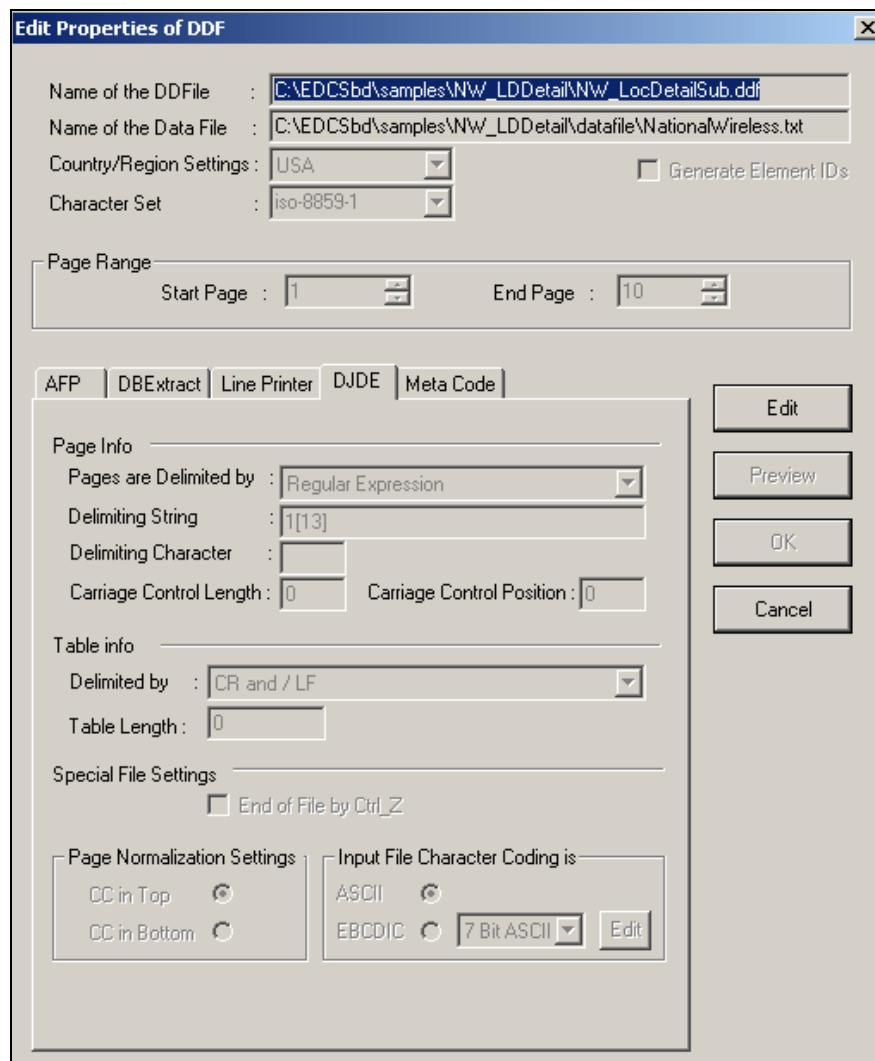 Edit Properties of DDF
Name of the DDFile : C:\EDCSbd\samples\NW_LDDetail\NW_LocDetailSub.ddf
Name of the Data File : C:\EDCSbd\samples\NW_LDDetail\datafile\NationalWireless.txt
Country/Region Settings : USA Generate Element IDs
Character Set : iso-8859-1
Page Range
Start Page : 1 End Page : 10
AFP DBExtract Line Printer DJDE Meta Code
Edit
Page Info
Pages are Delimited by : Regular Expression
Preview
Delimiting String : 1[13]
OK
Delimiting Character :
Carriage Control Length : 0 Carriage Control Position : 0
Cancel
Table info
Delimited by : CR and / LF
Table Length : 0
Special File Settings
End of File by Ctrl_Z
Page Normalization Settings Input File Character Coding is
CC in Top ASCII
CC in Bottom EBCDIC 7 Bit ASCII Edit